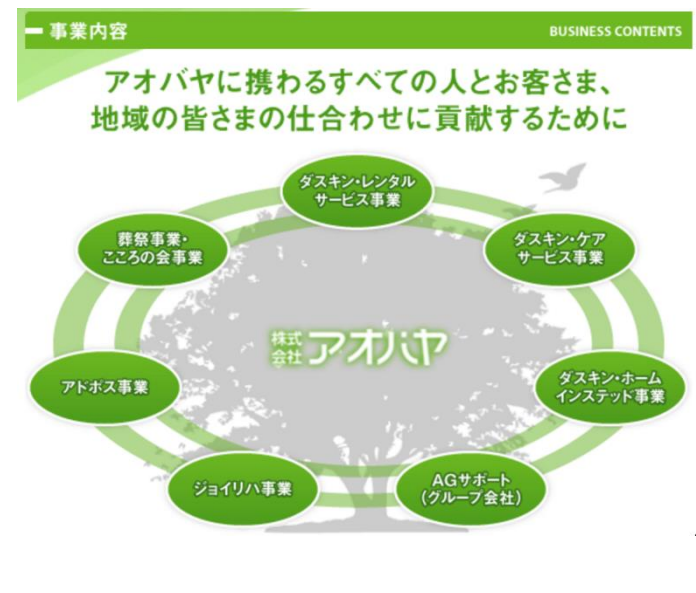 事業内容
BUSINESS CONTENTS
アオバヤに携わるすべての人とお客さま、
地域の皆さまの仕合わせに貢献するために
ダスキン・レンタル
サービス事業
葬祭事業・
こころの会事業
ダスキン・ケア
サービス事業
株式
会社
アオバヤ
アドポス事業
ダスキン・ホーム
インステッド事業
ジョイリハ事業
AGサポート
(グループ会社)